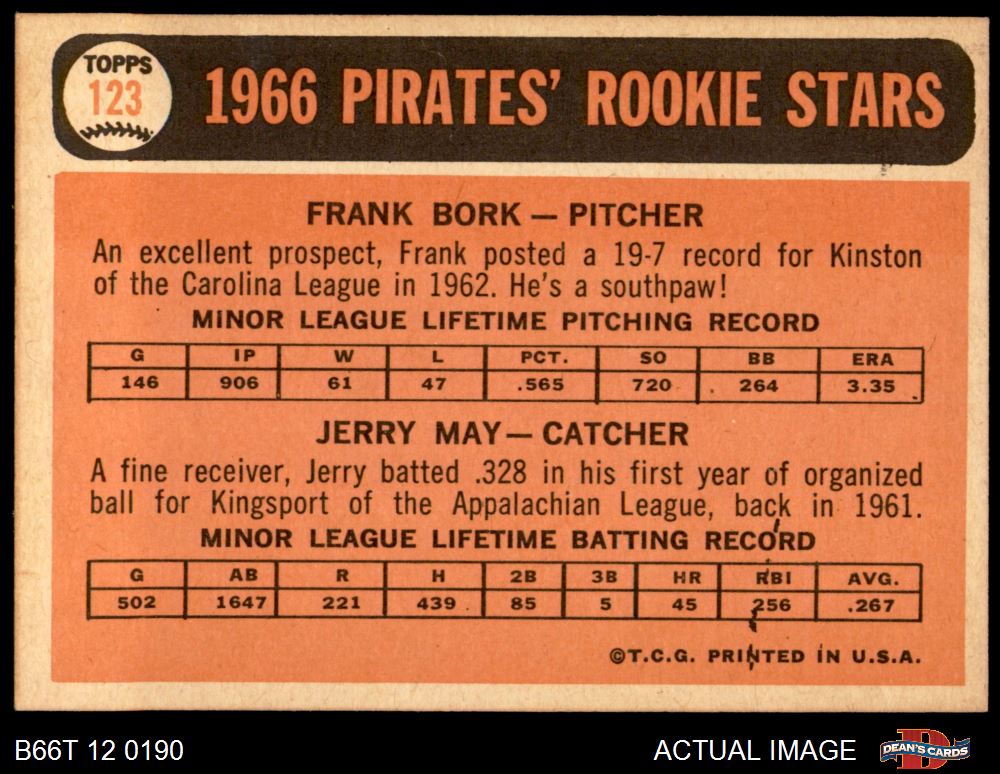 TOPPS
123
1966 PIRATES' ROOKIE STARS
FRANK BORK — PITCHER
An excellent prospect, Frank posted a 19-7 record for Kinston
of the Carolina League in 1962. He's a southpaw!
MINOR LEAGUE LIFETIME PITCHING RECORD
G IP W L PCT. SO BB ERA
146 906 61 47 .565 720 264 3.35
JERRY MAY — CATCHER
A fine receiver, Jerry batted .328 in his first year of organized
ball for Kingsport of the Appalachian League, back in 1961.
MINOR LEAGUE LIFETIME BATTING RECORD
G AB R H 2B 3B HR RBI AVG.
502 1647 221 439 85 5 45 256 .267
©T.C.G. PRINTED IN U.S.A.
B66T 12 0190
ACTUAL IMAGE
DEAN'S CARDS